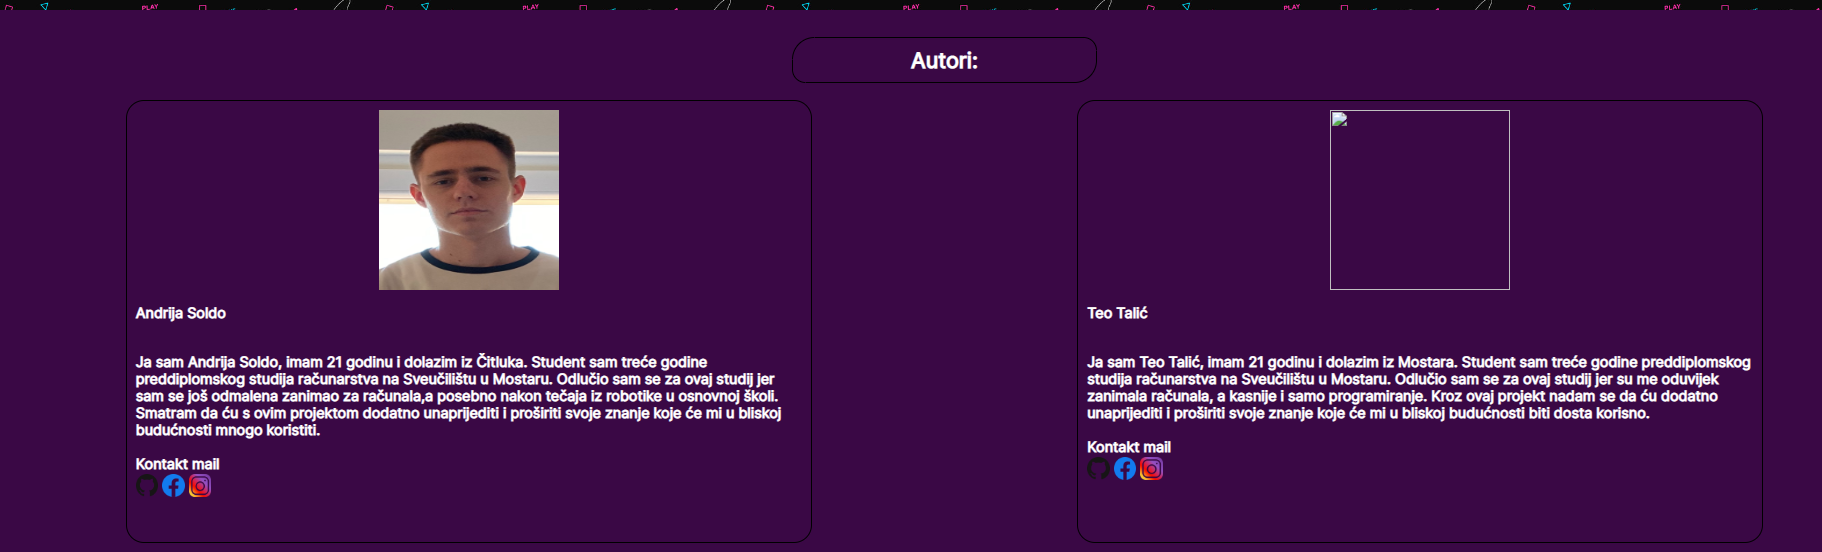 PLAY PLAY PLAY PLAY PLAY
Autori:
Andrija Soldo
Ja sam Andrija Soldo, imam 21 godinu i dolazim iz Čitluka. Student sam treće godine
preddiplomskog studija računarstva na Sveučilištu u Mostaru. Odlučio sam se za ovaj studij jer
sam se još odmalena zanimao za računala,a posebno nakon tečaja iz robotike u osnovnoj školi.
Smatram da ću s ovim projektom dodatno unaprijediti i proširiti svoje znanje koje će mi u bliskoj
budućnosti mnogo koristiti.
Kontakt mail
Teo Talić
Ja sam Teo Talić, imam 21 godinu i dolazim iz Mostara. Student sam treće godine preddiplomskog
studija računarstva na Sveučilištu u Mostaru. Odlučio sam se za ovaj studij jer su me oduvijek
zanimala računala, a kasnije i samo programiranje. Kroz ovaj projekt nadam se da ću dodatno
unaprijediti i proširiti svoje znanje koje će mi u bliskoj budućnosti biti dosta korisno.
Kontakt mail